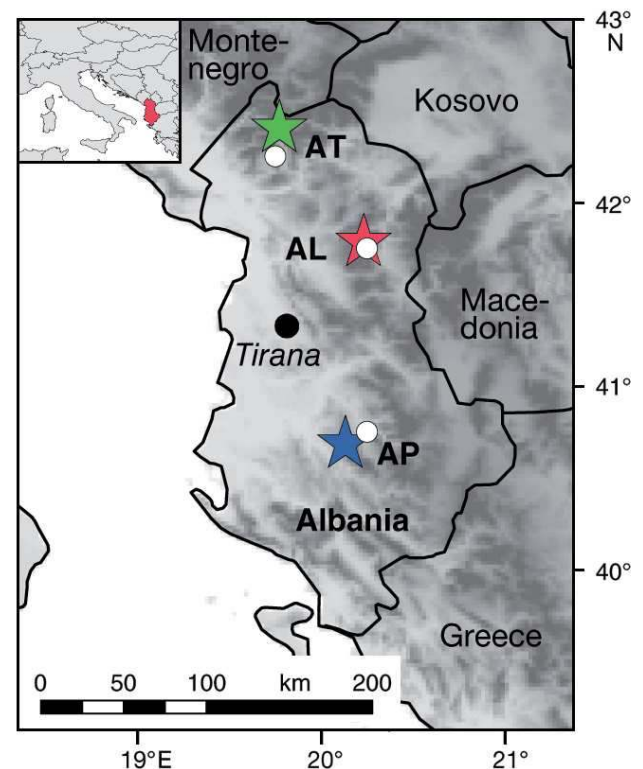 43°
N
Monte-
negro
Kosovo
AT
42°
AL
Mace-
donia
Tirana
41°
AP
Albania
40°
Greece
0 50 100 km 200
19°E 20° 21°